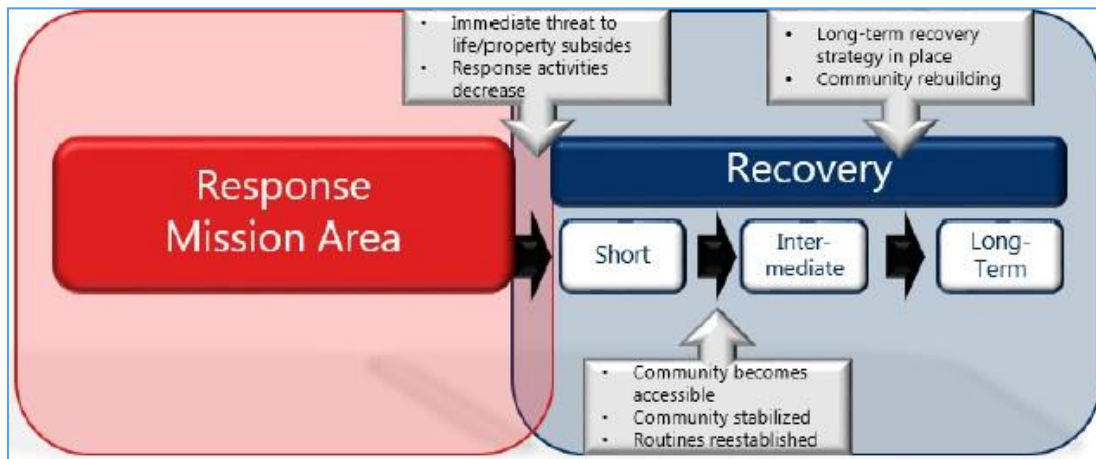 • Immediate threat to
life/property subsides
• Response activities
decrease
• Long-term recovery
strategy in place
• Community rebuilding
Response
Mission Area
Recovery
Short
Inter-
mediate
Long-
Term
• Community becomes
accessible
• Community stabilized
• Routines reestablished